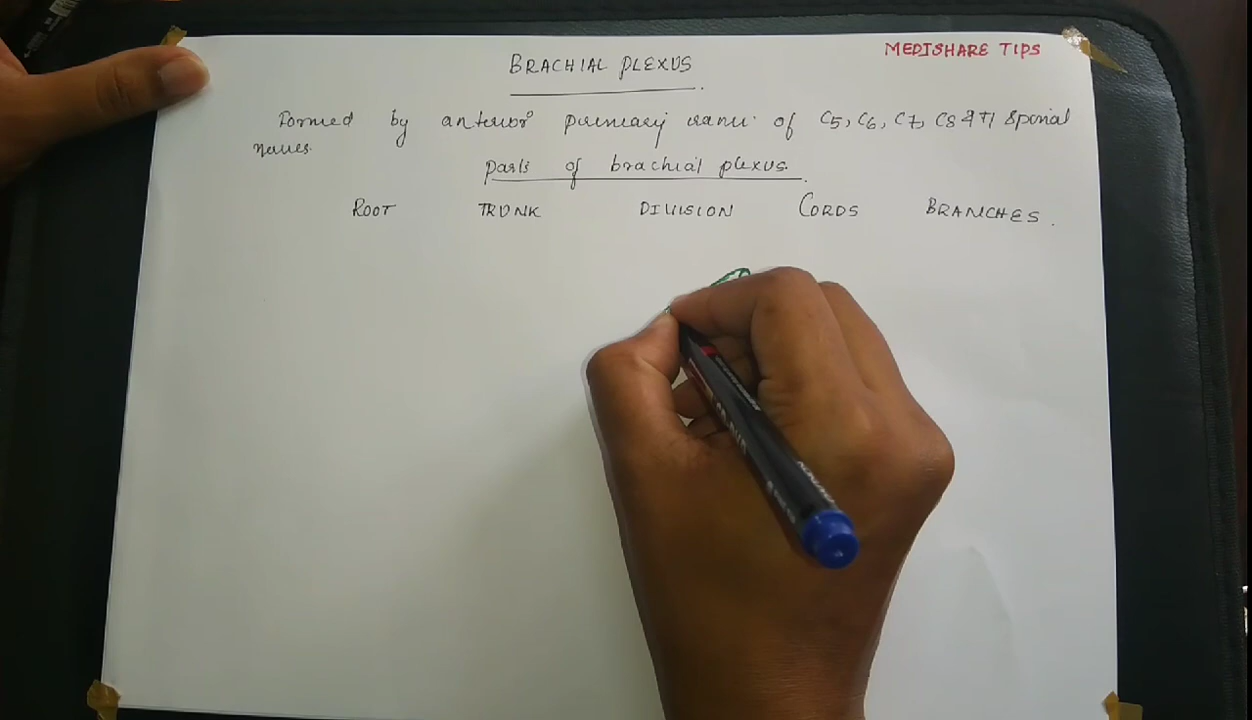 BRACHIAL PLEXUS
MEDISHARE TIPS
Formed by anterior primary rami of C5, C6, C7, C8 & T1 Spinal
nerves.
Parts of brachial plexus.
ROOT TRUNK DIVISION CORDS BRANCHES.